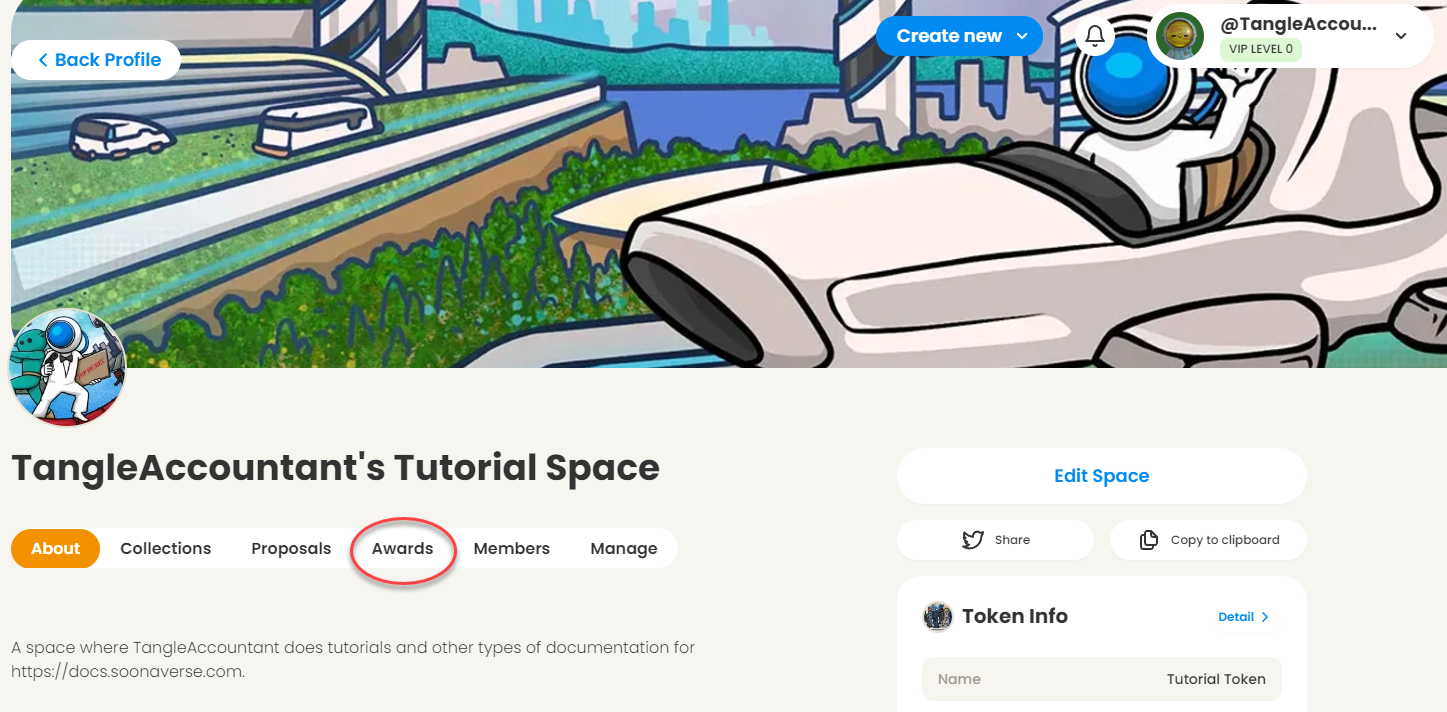 Back Profile
Create new
@TangleAccou...
VIP LEVEL 0
TangleAccountant's Tutorial Space
About Collections Proposals Awards Members Manage
A space where TangleAccountant does tutorials and other types of documentation for
https://docs.soonaverse.com.
Edit Space
Share Copy to clipboard
Token Info Detail
Name Tutorial Token